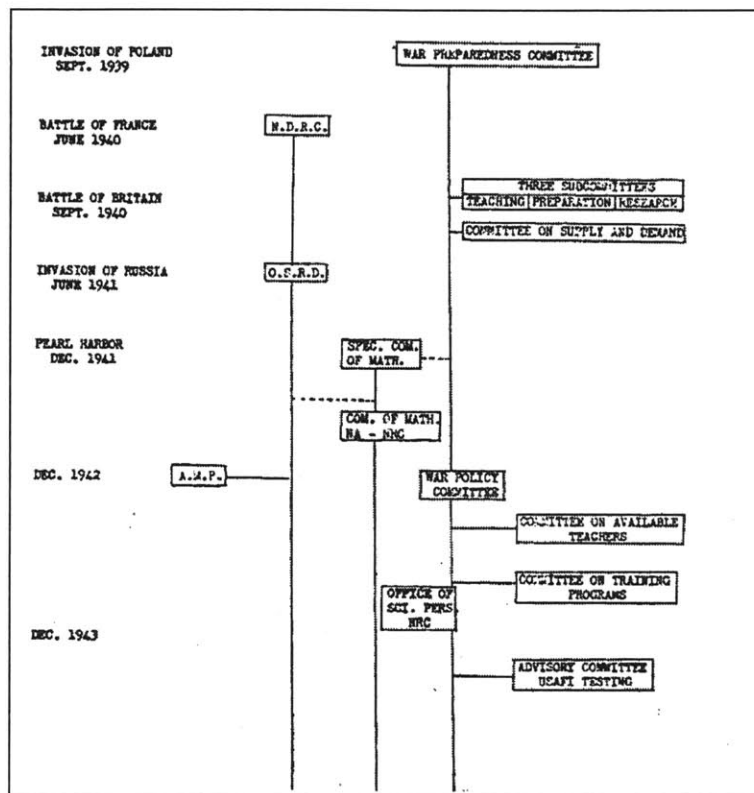 INVASION OF POLAND
SEPT. 1939
WAR PREPAREDNESS COMMITTEE
BATTLE OF FRANCE
JUNE 1940
N.D.R.C.
BATTLE OF BRITAIN
SEPT. 1940
THREE SUBCOMMITTEES
TEACHING PREPARATION RESEARCH
COMMITTEE ON SUPPLY AND DEMAND
INVASION OF RUSSIA
JUNE 1941
O.S.R.D.
PEARL HARBOR
DEC. 1941
SPEC. COM.
OF MATH.
COM. OF MATH.
NA - NRC
DEC. 1942
A.M.P.
WAR POLICY
COMMITTEE
COMMITTEE ON AVAILABLE
TEACHERS
COMMITTEE ON TRAINING
PROGRAMS
OFFICE OF
SCI. PERS.
NRC
DEC. 1943
ADVISORY COMMITTEE
USAFI TESTING